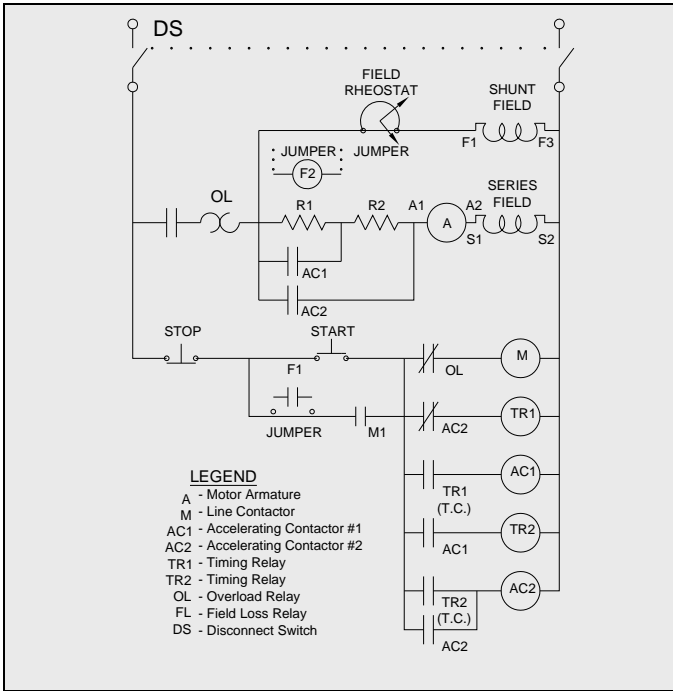 DS
FIELD
RHEOSTAT
SHUNT
FIELD
JUMPER
JUMPER
F1
F3
F2
OL
R1
R2
A1
A
A2
SERIES
FIELD
S1
S2
AC1
AC2
STOP
START
M
OL
F1
JUMPER
M1
AC2
TR1
TR1
(T.C.)
AC1
AC1
TR2
TR2
(T.C.)
AC2
AC2
LEGEND
A - Motor Armature
M - Line Contactor
AC1 - Accelerating Contactor #1
AC2 - Accelerating Contactor #2
TR1 - Timing Relay
TR2 - Timing Relay
OL - Overload Relay
FL - Field Loss Relay
DS - Disconnect Switch